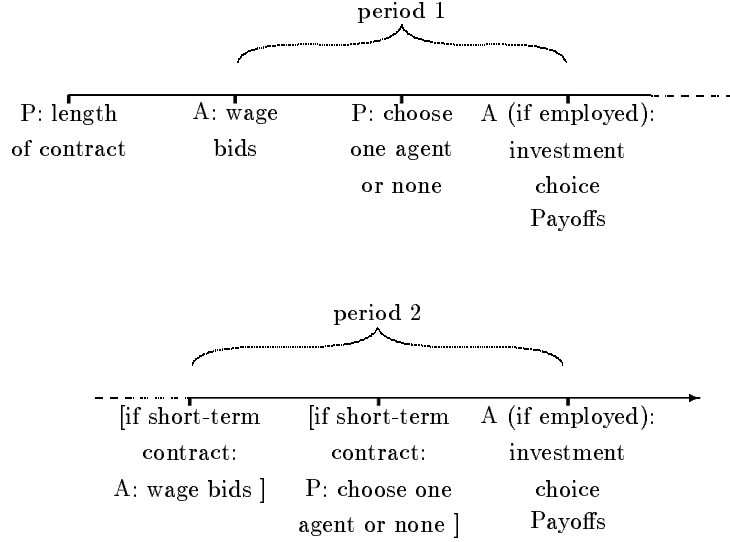 period 1
P: length
of contract
A: wage
bids
P: choose
one agent
or none
A (if employed):
investment
choice
Payoffs
period 2
[if short-term
contract:
A: wage bids ]
[if short-term
contract:
P: choose one
agent or none ]
A (if employed):
investment
choice
Payoffs